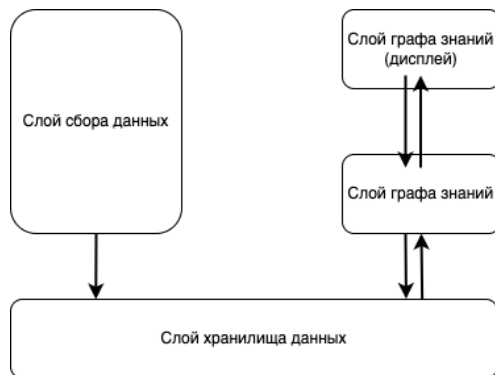 Слой сбора данных
Слой графа знаний
(дисплей)
Слой графа знаний
Слой хранилища данных